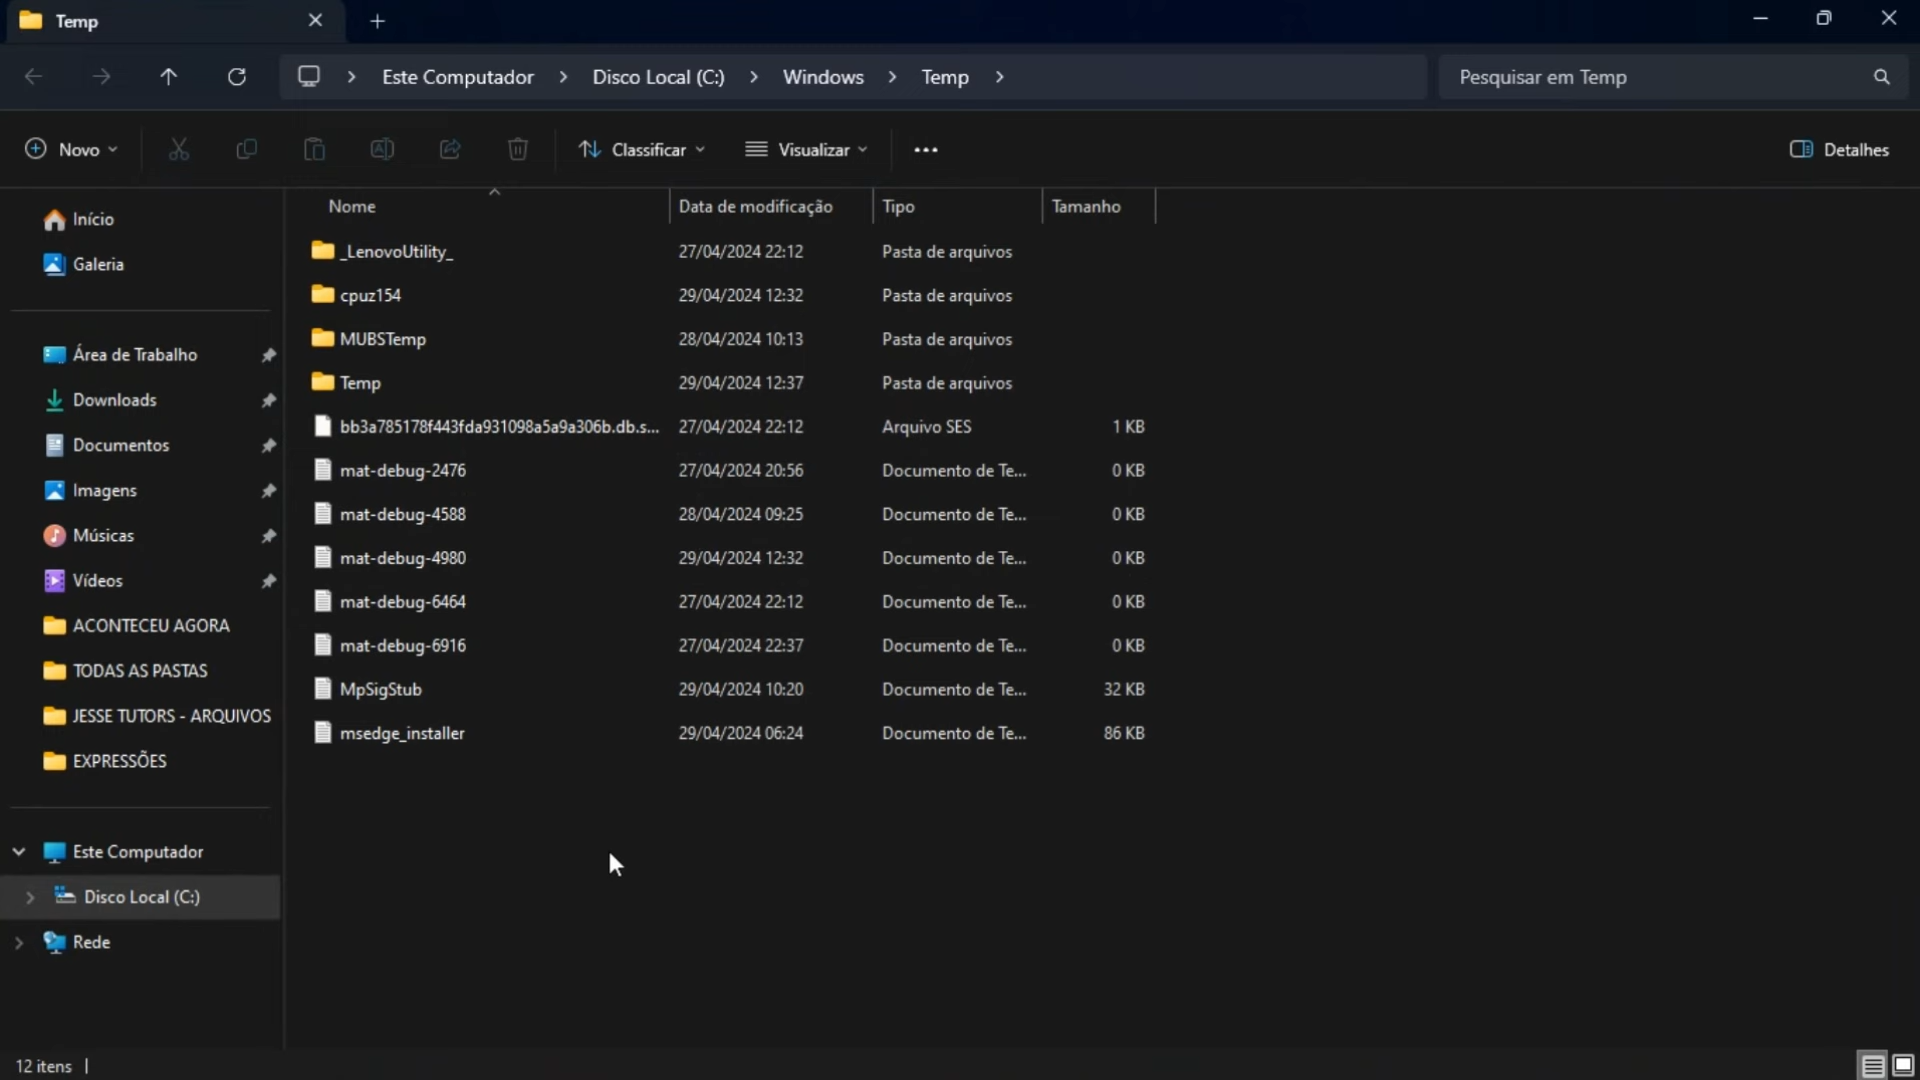 Temp
Este Computador > Disco Local (C:) > Windows > Temp >
Pesquisar em Temp
Novo
Classificar
Visualizar
Detalhes
Início
Galeria
Área de Trabalho
Downloads
Documentos
Imagens
Músicas
Vídeos
ACONTECEU AGORA
TODAS AS PASTAS
JESSE TUTORS - ARQUIVOS
EXPRESSÕES
Este Computador
Disco Local (C:)
Rede
Nome Data de modificação Tipo Tamanho
_LenovoUtility_ 27/04/2024 22:12 Pasta de arquivos
cpuz154 29/04/2024 12:32 Pasta de arquivos
MUBSTemp 28/04/2024 10:13 Pasta de arquivos
Temp 29/04/2024 12:37 Pasta de arquivos
bb3a785178f443fda931098a5a9a306b.db.s... 27/04/2024 22:12 Arquivo SES 1 KB
mat-debug-2476 27/04/2024 20:56 Documento de Te... 0 KB
mat-debug-4588 28/04/2024 09:25 Documento de Te... 0 KB
mat-debug-4980 29/04/2024 12:32 Documento de Te... 0 KB
mat-debug-6464 27/04/2024 22:12 Documento de Te... 0 KB
mat-debug-6916 27/04/2024 22:37 Documento de Te... 0 KB
MpSigStub 29/04/2024 10:20 Documento de Te... 32 KB
msedge_installer 29/04/2024 06:24 Documento de Te... 86 KB
12 itens